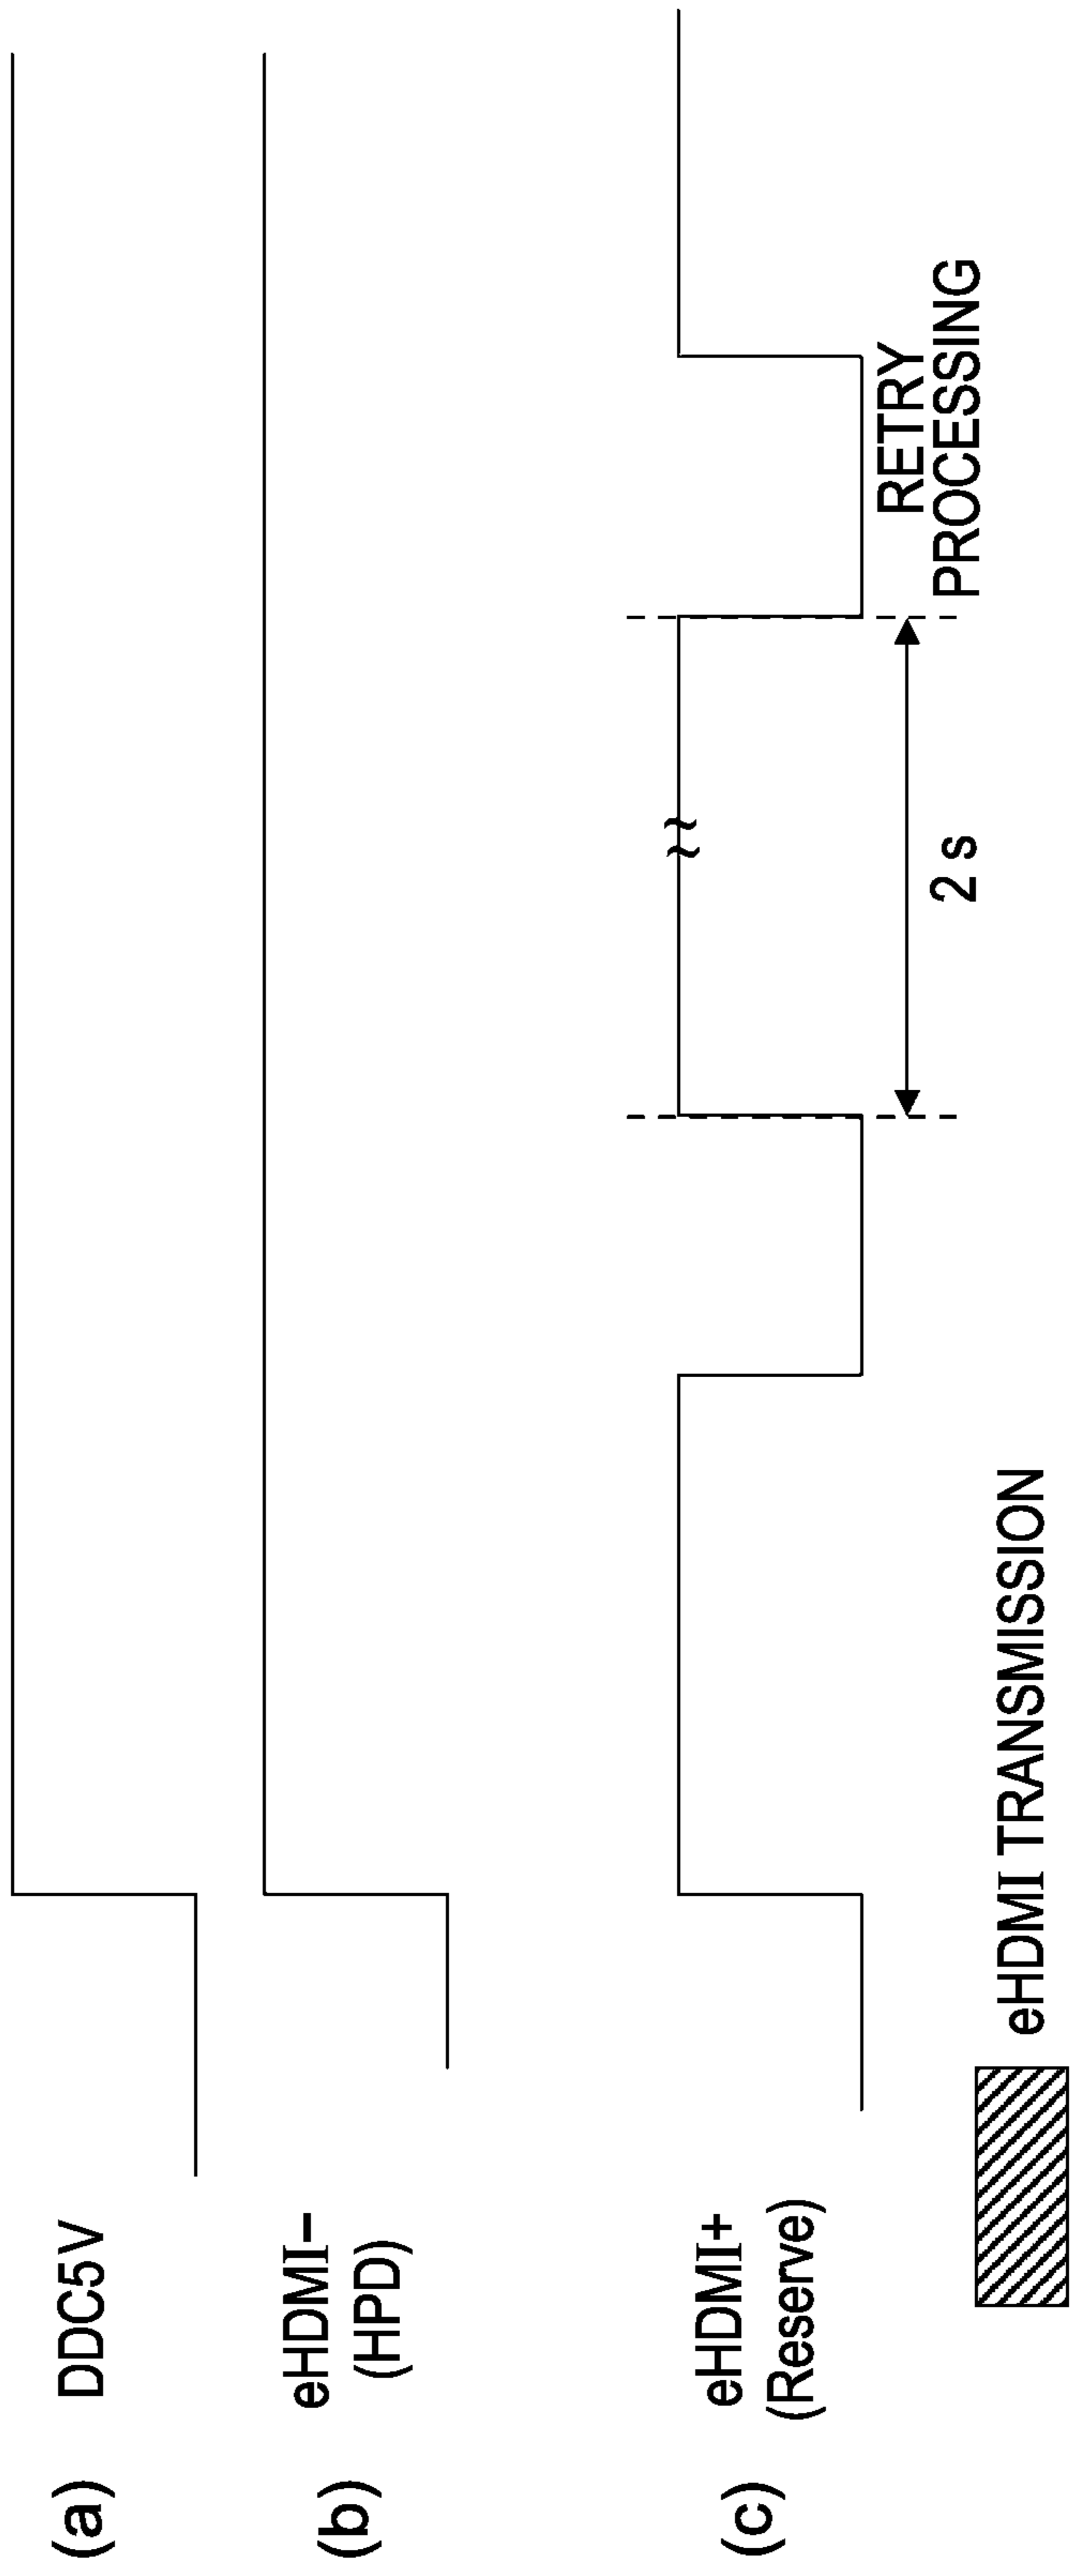 (a) DDC5V
(b) eHDMI−
(HPD)
(c) eHDMI+
(Reserve)
2 s
RETRY
PROCESSING
eHDMI TRANSMISSION